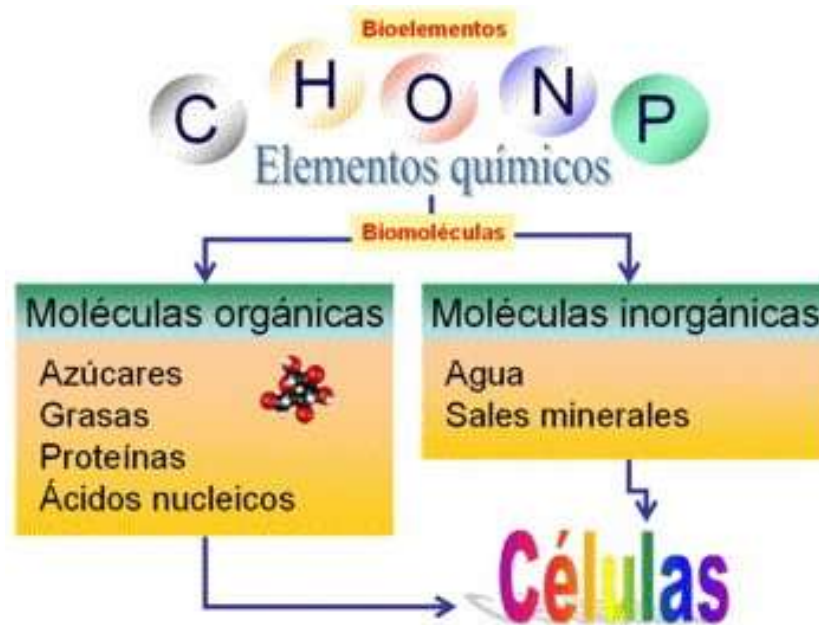 Bioelementos
C H O N P
Elementos químicos
Biomoléculas
Moléculas orgánicas
Azúcares
Grasas
Proteínas
Ácidos nucleicos
Moléculas inorgánicas
Agua
Sales minerales
Células